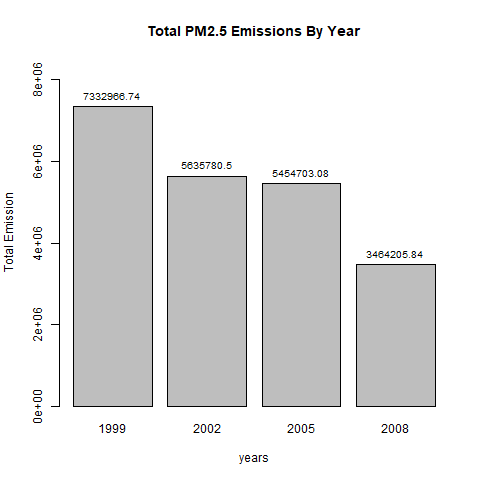 Total PM2.5 Emissions By Year
Total Emission
8e+06
6e+06
4e+06
2e+06
0e+00
7332966.74
5635780.5
5454703.08
3464205.84
1999
2002
2005
2008
years